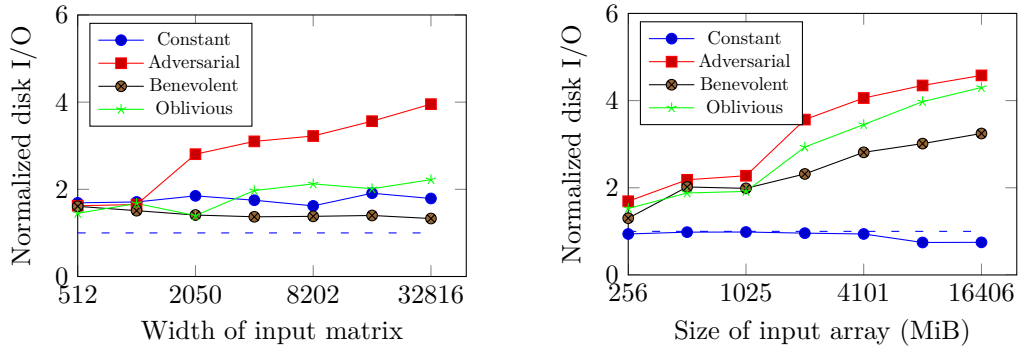 Normalized disk I/O
6
4
2
0
Constant
Adversarial
Benevolent
Oblivious
512
2050
8202
32816
Width of input matrix
Normalized disk I/O
6
4
2
0
Constant
Adversarial
Benevolent
Oblivious
256
1025
4101
16406
Size of input array (MiB)